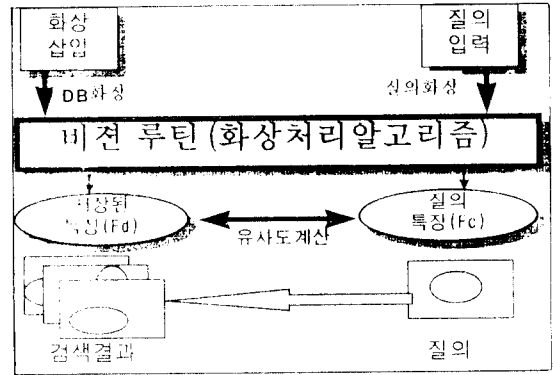 화상
삽입
질의
입력
DB화상
질의화상
비젼 루틴(화상처리알고리즘)
저장된
특징(Fd)
질의
특징(Fc)
유사도계산
검색결과
질의